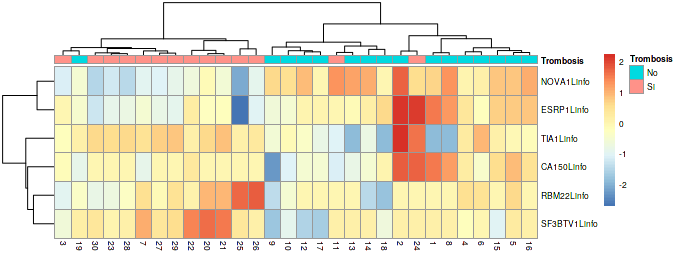 Trombosis
NOVA1Linfo
ESRP1Linfo
TIA1Linfo
CA150Linfo
RBM22Linfo
SF3BTV1Linfo
3 19 30 23 28 7 27 29 22 20 21 25 26 9 10 12 17 11 13 14 18 2 24 1 8 4 6 15 5 16
2
1
0
-1
-2
Trombosis
No
Si